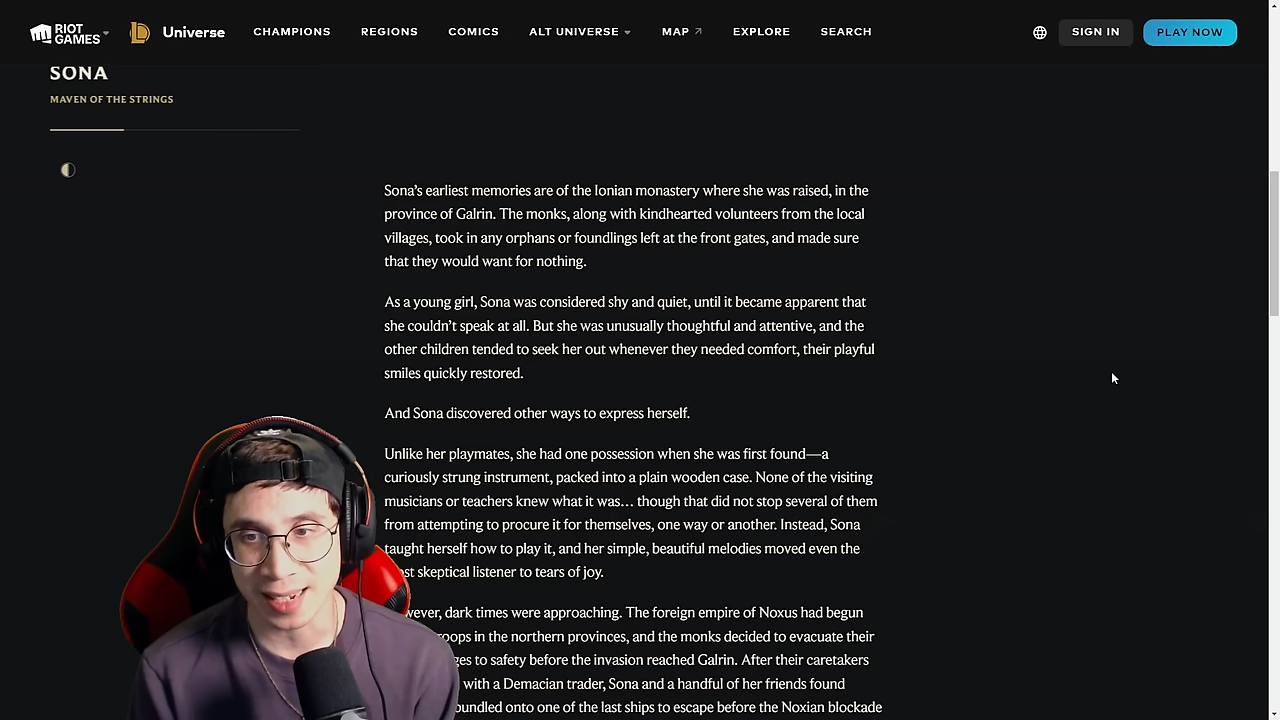 RIOT GAMES
Universe
CHAMPIONS
REGIONS
COMICS
ALT UNIVERSE
MAP
EXPLORE
SEARCH
SIGN IN
PLAY NOW
SONA
MAVEN OF THE STRINGS
Sona’s earliest memories are of the Ionian monastery where she was raised, in the
province of Galrin. The monks, along with kindhearted volunteers from the local
villages, took in any orphans or foundlings left at the front gates, and made sure
that they would want for nothing.
As a young girl, Sona was considered shy and quiet, until it became apparent that
she couldn’t speak at all. But she was unusually thoughtful and attentive, and the
other children tended to seek her out whenever they needed comfort, their playful
smiles quickly restored.
And Sona discovered other ways to express herself.
Unlike her playmates, she had one possession when she was first found—a
curiously strung instrument, packed into a plain wooden case. None of the visiting
musicians or teachers knew what it was… though that did not stop several of them
from attempting to procure it for themselves, one way or another. Instead, Sona
taught herself how to play it, and her simple, beautiful melodies moved even the
skeptical listener to tears of joy.
dark times were approaching. The foreign empire of Noxus had begun
in the northern provinces, and the monks decided to evacuate their
to safety before the invasion reached Galrin. After their caretakers
with a Demacian trader, Sona and a handful of her friends found
onto one of the last ships to escape before the Noxian blockade